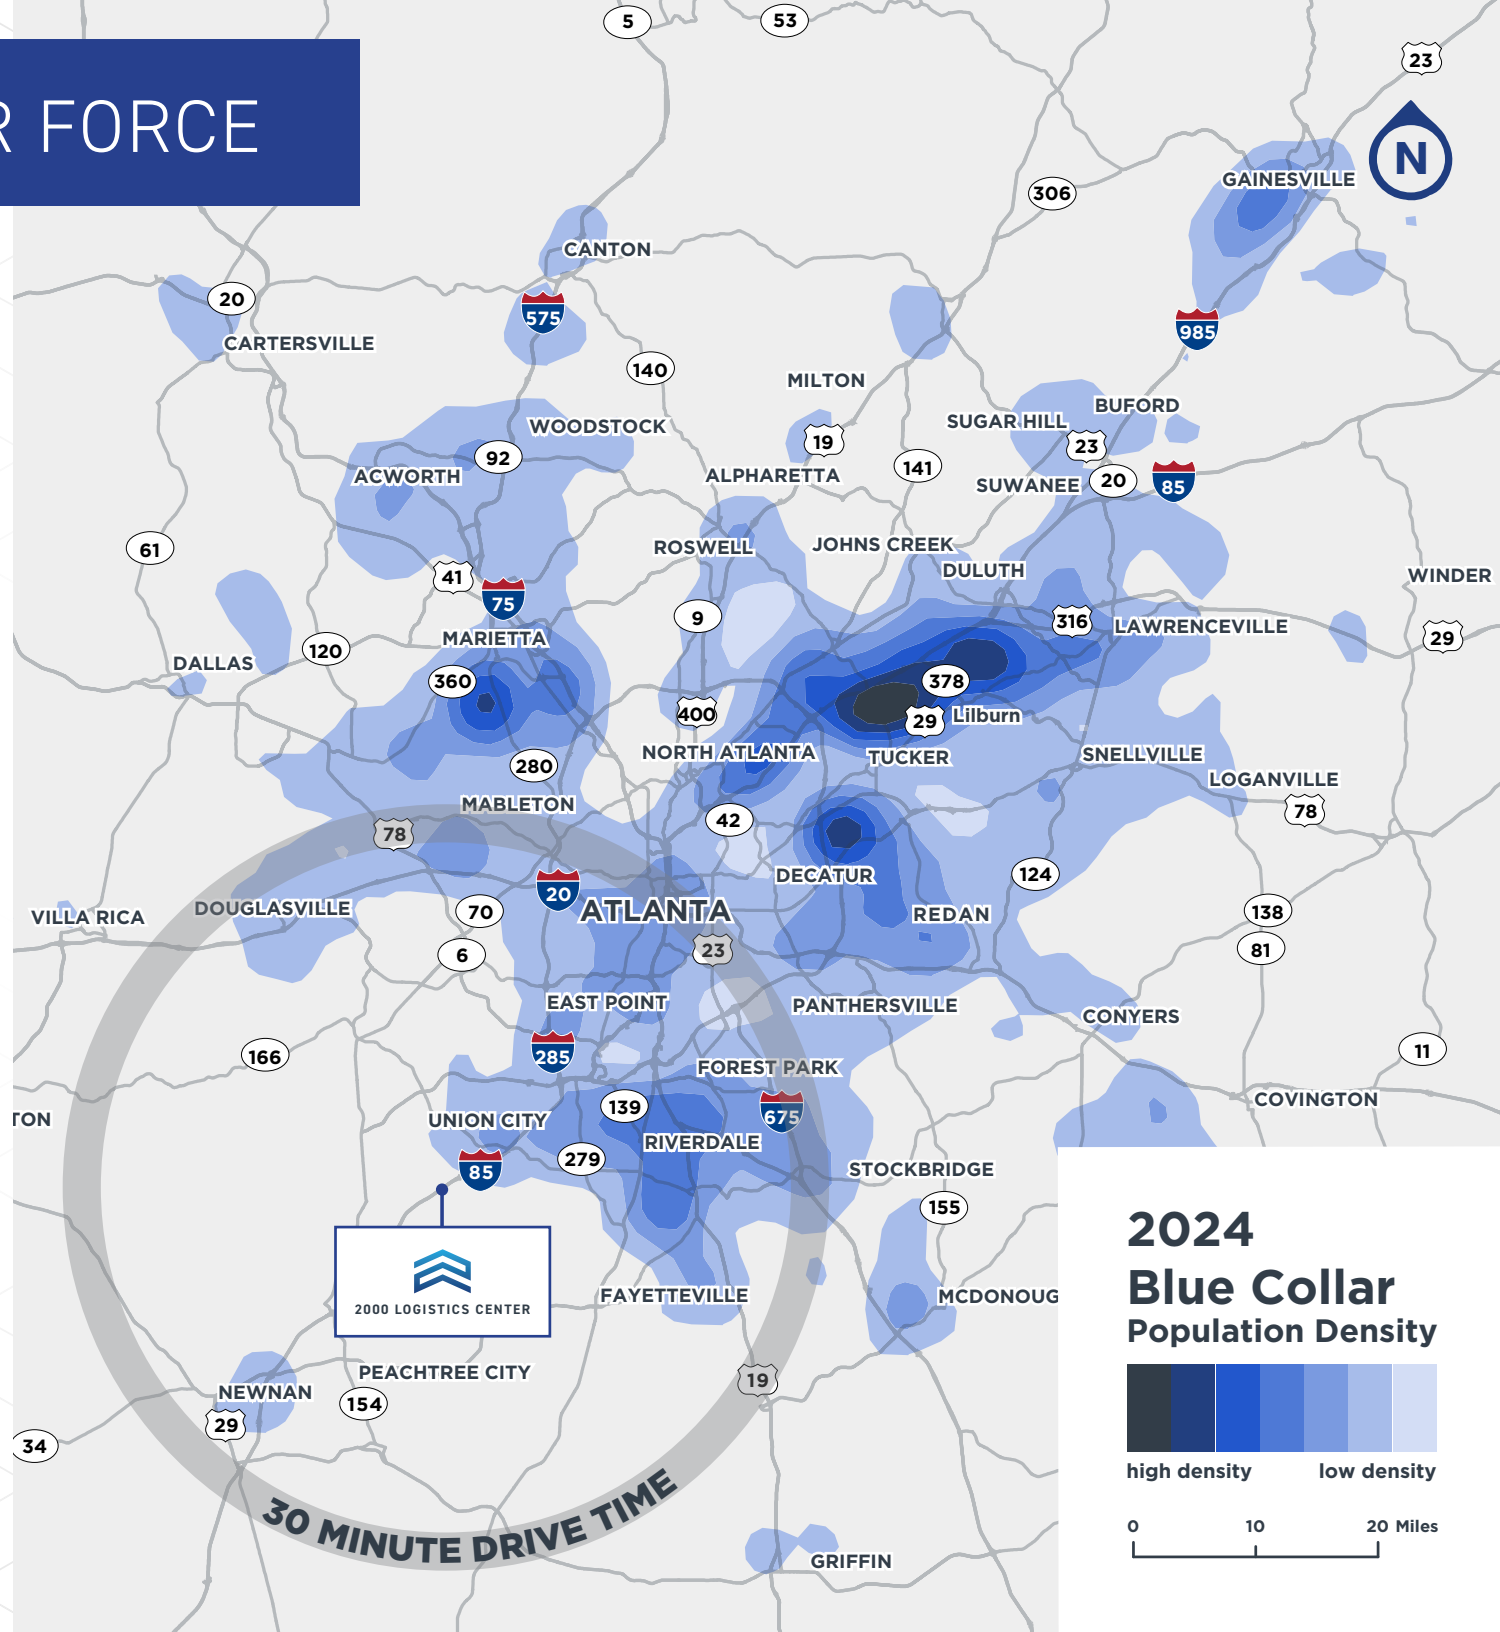 R FORCE
5
53
23
N
GAINESVILLE
306
CANTON
20
575
985
CARTERSVILLE
140
MILTON
BUFORD
SUGAR HILL
WOODSTOCK
19
23
92
141
ACWORTH
ALPHARETTA
SUWANEE
20
85
61
ROSWELL
JOHNS CREEK
DULUTH
41
WINDER
75
9
316
LAWRENCEVILLE
MARIETTA
29
120
DALLAS
360
378
400
29
Lilburn
NORTH ATLANTA
TUCKER
SNELLVILLE
280
LOGANVILLE
MABLETON
78
42
78
DECATUR
124
20
DOUGLASVILLE
70
ATLANTA
REDAN
138
VILLA RICA
6
23
81
EAST POINT
PANTHERSVILLE
CONYERS
166
285
11
FOREST PARK
COVINGTON
139
675
TON
UNION CITY
RIVERDALE
279
85
STOCKBRIDGE
155
2000 LOGISTICS CENTER
FAYETTEVILLE
MCDONOUG
PEACHTREE CITY
19
NEWNAN
154
29
34
30 MINUTE DRIVE TIME
GRIFFIN
2024
Blue Collar
Population Density
high density low density
0 10 20 Miles